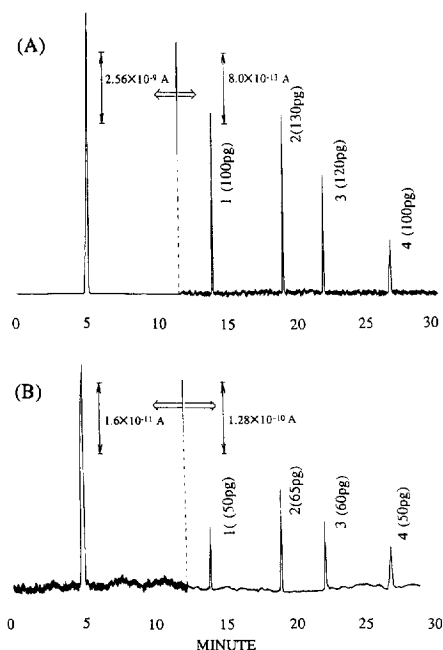 (A)
2.56×10⁻⁹ A
8.0×10⁻¹³ A
1 (100pg)
2(130pg)
3 (120pg)
4 (100pg)
0 5 10 15 20 25 30
(B)
1.6×10⁻¹¹ A
1.28×10⁻¹⁰ A
1( (50pg)
2(65pg)
3 (60pg)
4 (50pg)
0 5 10 15 20 25 30
MINUTE